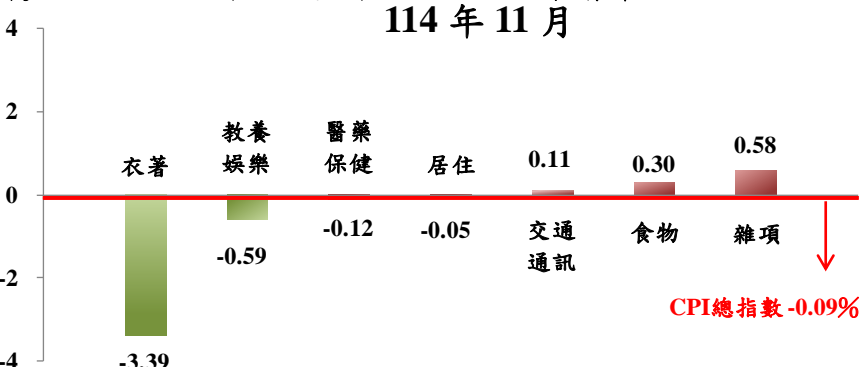 114 年 11 月
4
2
0
-2
-4
衣著
教養
娛樂
醫藥
保健
居住
0.11
0.30
0.58
-3.39
-0.59
-0.12
-0.05
交通
通訊
食物
雜項
CPI總指數 -0.09%